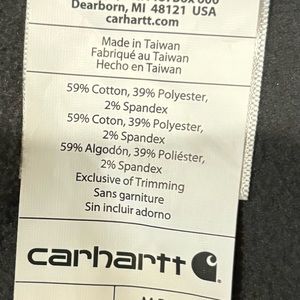 Dearborn, MI 48121 USA
carhartt.com
Made in Taiwan
Fabriqué au Taiwan
Hecho en Taiwan
59% Cotton, 39% Polyester,
2% Spandex
59% Coton, 39% Polyester,
2% Spandex
59% Algodón, 39% Poliéster,
2% Spandex
Exclusive of Trimming
Sans garniture
Sin incluir adorno
carhartt